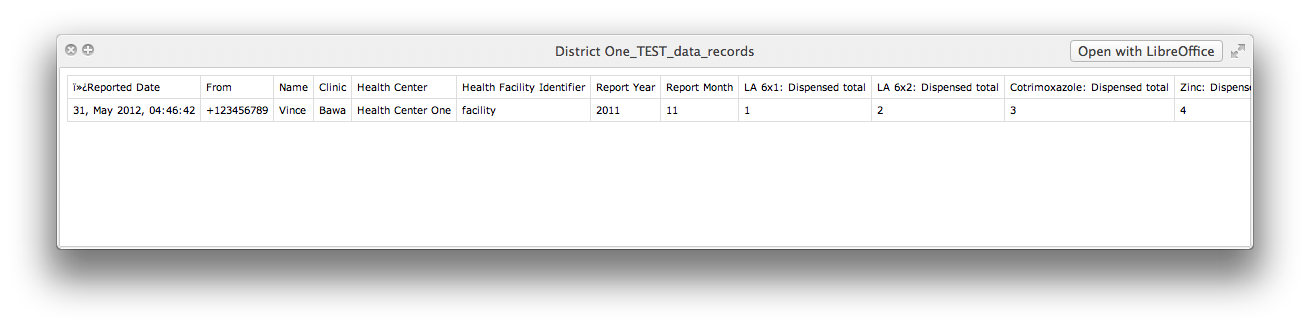 District One_TEST_data_records
Open with LibreOffice
ï»¿Reported Date From Name Clinic Health Center Health Facility Identifier Report Year Report Month LA 6x1: Dispensed total LA 6x2: Dispensed total Cotrimoxazole: Dispensed total Zinc: Dispens
31, May 2012, 04:46:42 +123456789 Vince Bawa Health Center One facility 2011 11 1 2 3 4